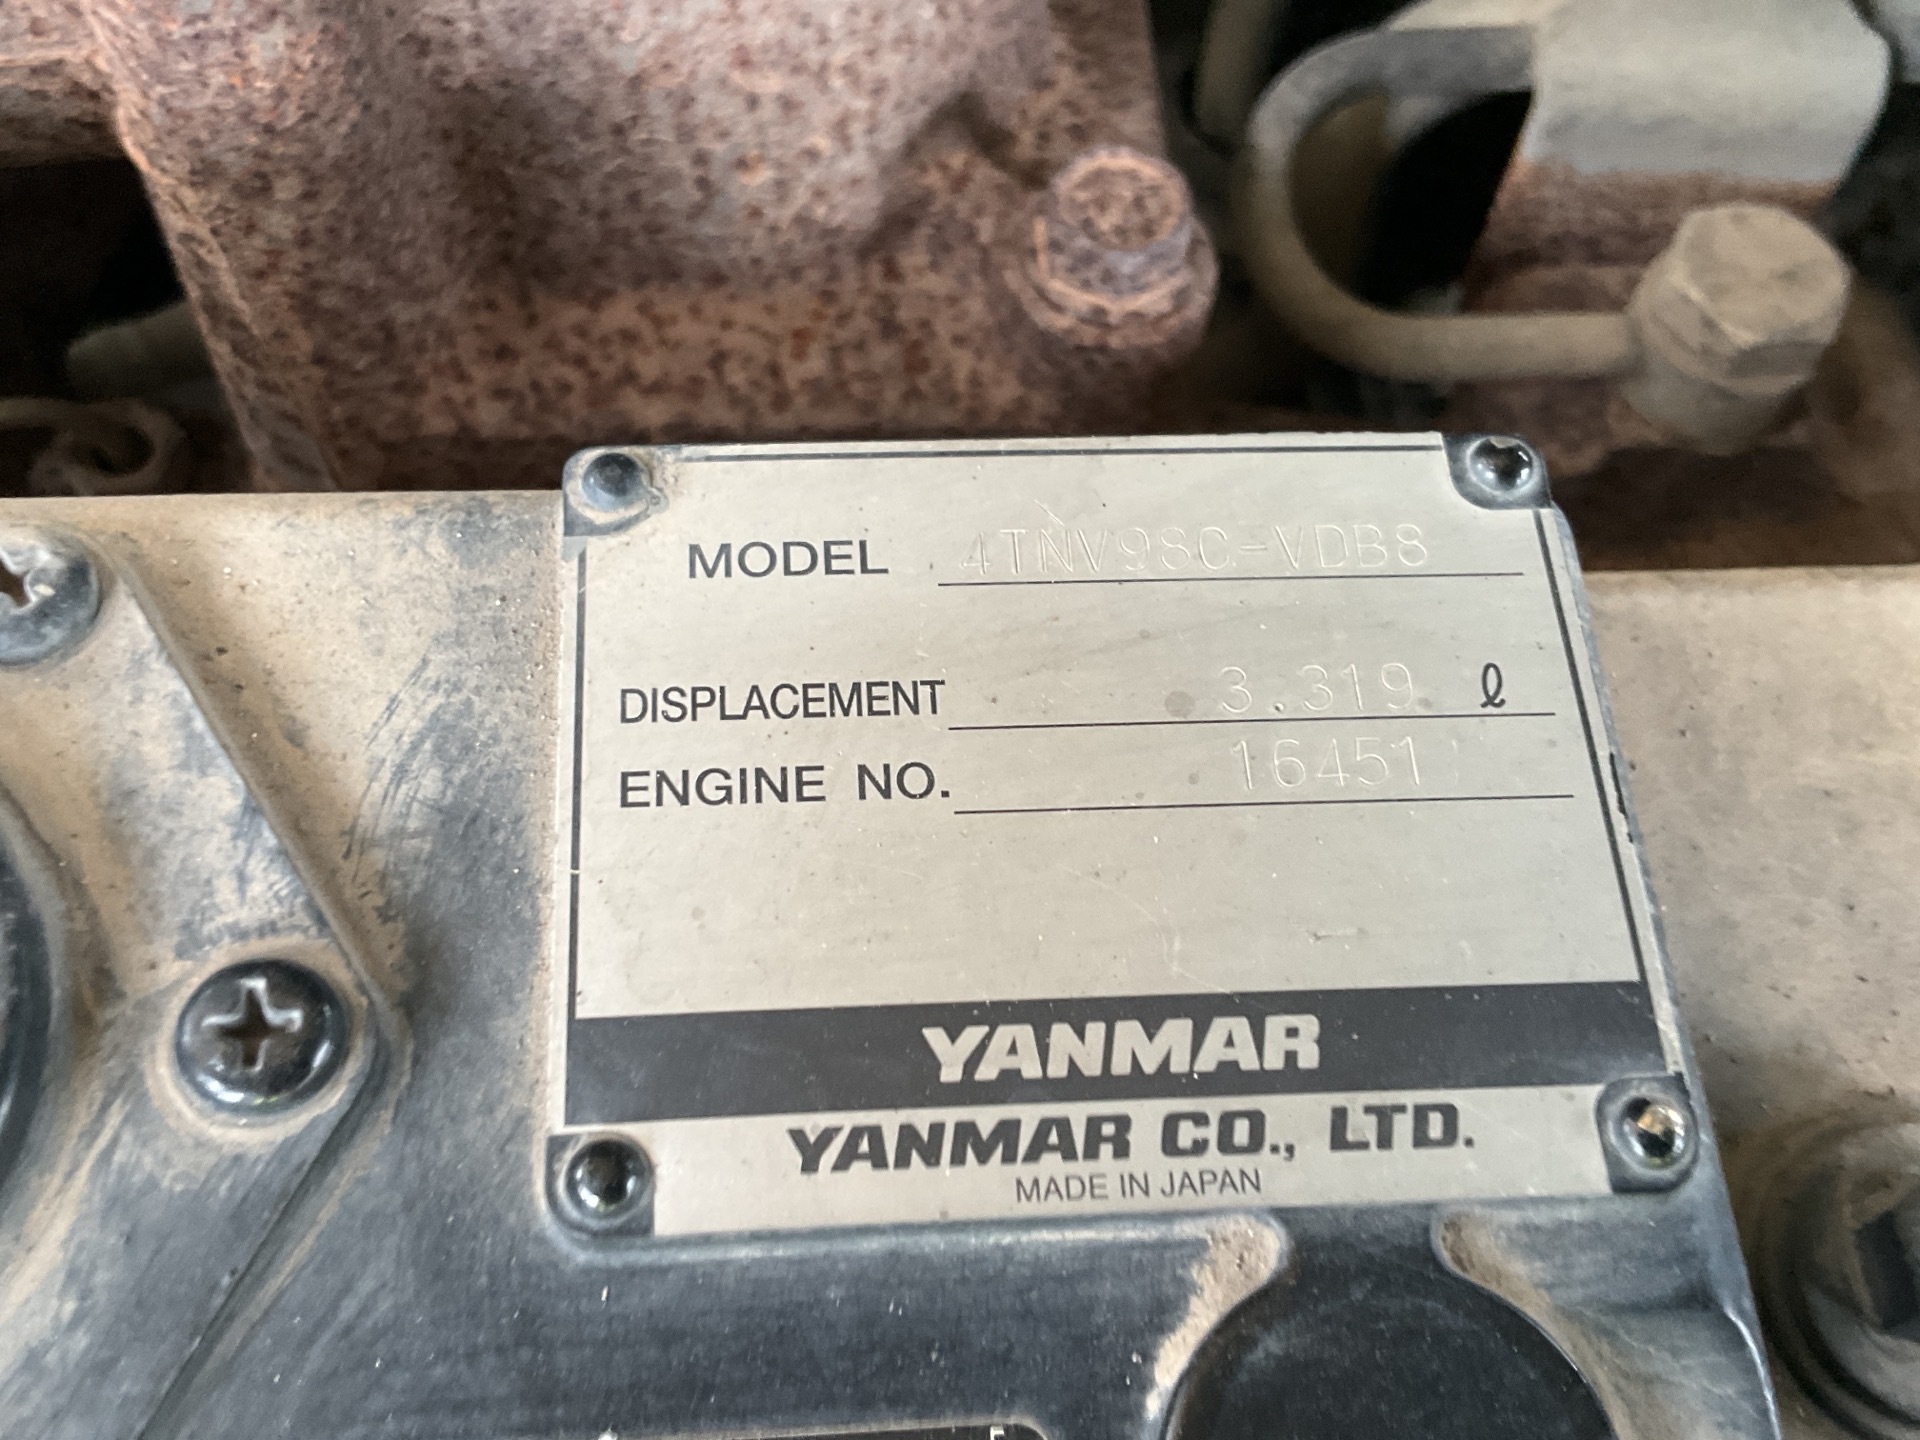 MODEL 4TNV98C-VDB8
DISPLACEMENT 3.319 ℓ
ENGINE NO. 16451
YANMAR
YANMAR CO., LTD.
MADE IN JAPAN